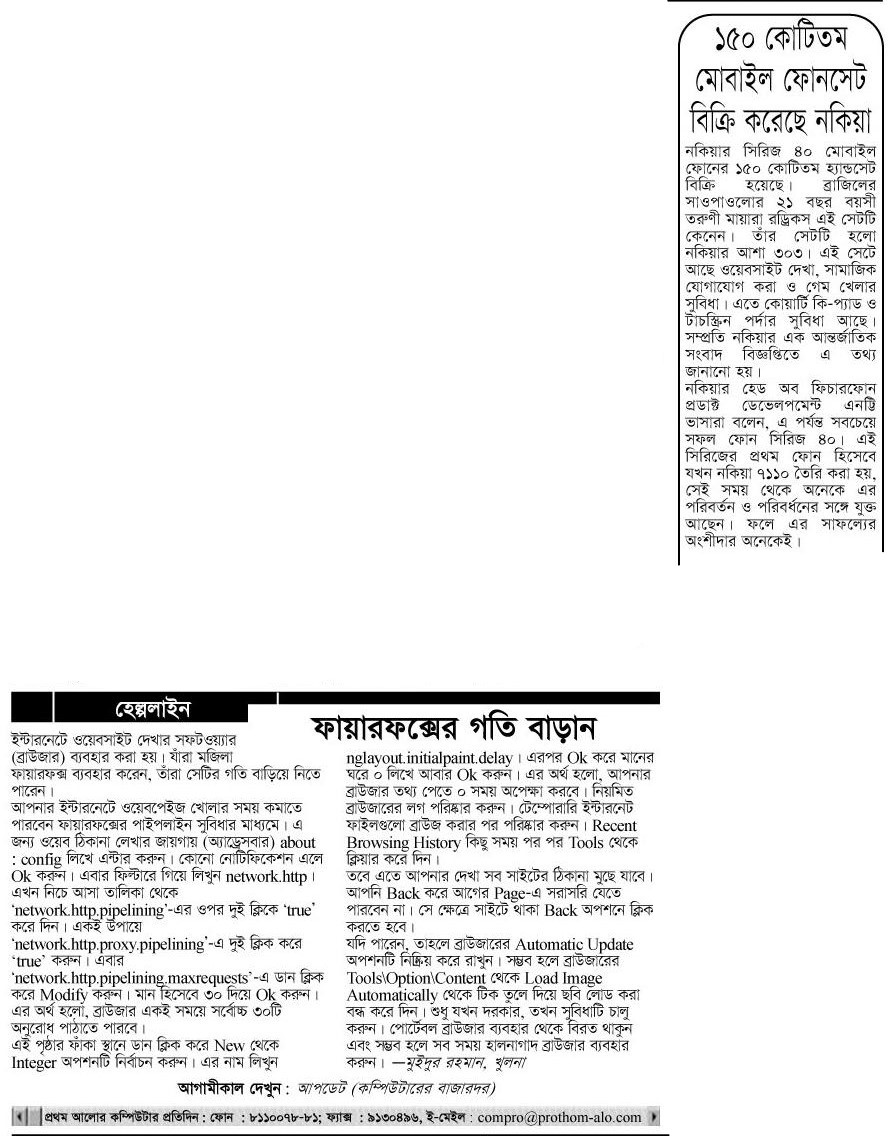 ১৫০ কোটিতম
মোবাইল ফোনসেট
বিক্রি করেছে নকিয়া
নকিয়ার সিরিজ ৪০ মোবাইল
ফোনের ১৫০ কোটিতম হ্যান্ডসেট
বিক্রি হয়েছে। ব্রাজিলের
সাওপাওলোর ২১ বছর বয়সী
তরুণী মায়ারা রড্রিকস এই সেটটি
কেনেন। তাঁর সেটটি হলো
নকিয়ার আশা ৩০৩। এই সেটে
আছে ওয়েবসাইট দেখা, সামাজিক
যোগাযোগ করা ও গেম খেলার
সুবিধা। এতে কোয়ার্টি কি-প্যাড ও
টাচস্ক্রিন পর্দার সুবিধা আছে।
সম্প্রতি নকিয়ার এক আন্তর্জাতিক
সংবাদ বিজ্ঞপ্তিতে এ তথ্য
জানানো হয়।
নকিয়ার হেড অব ফিচারফোন
প্রডাক্ট ডেভেলপমেন্ট এনট্টি
ভাসারা বলেন, এ পর্যন্ত সবচেয়ে
সফল ফোন সিরিজ ৪০। এই
সিরিজের প্রথম ফোন হিসেবে
যখন নকিয়া ৭১১০ তৈরি করা হয়,
সেই সময় থেকে অনেকে এর
পরিবর্তন ও পরিবর্ধনের সঙ্গে যুক্ত
আছেন। ফলে এর সাফল্যের
অংশীদার অনেকেই।
হেল্পলাইন
ফায়ারফক্সের গতি বাড়ান
ইন্টারনেটে ওয়েবসাইট দেখার সফটওয়্যার
(ব্রাউজার) ব্যবহার করা হয়। যাঁরা মজিলা
ফায়ারফক্স ব্যবহার করেন, তাঁরা সেটির গতি বাড়িয়ে নিতে
পারেন।
আপনার ইন্টারনেটে ওয়েবপেইজ খোলার সময় কমাতে
পারবেন ফায়ারফক্সের পাইপলাইন সুবিধার মাধ্যমে। এ
জন্য ওয়েব ঠিকানা লেখার জায়গায় (অ্যাড্রেসবার) about
: config লিখে এন্টার করুন। কোনো নোটিফিকেশন এলে
Ok করুন। এবার ফিল্টারে গিয়ে লিখুন network.http।
এখন নিচে আসা তালিকা থেকে
‘network.http.pipelining’-এর ওপর দুই ক্লিকে ‘true’
করে দিন। একই উপায়ে
‘network.http.proxy.pipelining’-এ দুই ক্লিক করে
‘true’ করুন। এবার
‘network.http.pipelining.maxrequests’-এ ডান ক্লিক
করে Modify করুন। মান হিসেবে ৩০ দিয়ে Ok করুন।
এর অর্থ হলো, ব্রাউজার একই সময়ে সর্বোচ্চ ৩০টি
অনুরোধ পাঠাতে পারবে।
এই পৃষ্ঠার ফাঁকা স্থানে ডান ক্লিক করে New থেকে
Integer অপশনটি নির্বাচন করুন। এর নাম লিখুন
nglayout.initialpaint.delay। এরপর Ok করে মানের
ঘরে ০ লিখে আবার Ok করুন। এর অর্থ হলো, আপনার
ব্রাউজার তথ্য পেতে ০ সময় অপেক্ষা করবে। নিয়মিত
ব্রাউজারের লগ পরিষ্কার করুন। টেম্পোরারি ইন্টারনেট
ফাইলগুলো ব্রাউজ করার পর পরিষ্কার করুন। Recent
Browsing History কিছু সময় পর পর Tools থেকে
ক্লিয়ার করে দিন।
তবে এতে আপনার দেখা সব সাইটের ঠিকানা মুছে যাবে।
আপনি Back করে আগের Page-এ সরাসরি যেতে
পারবেন না। সে ক্ষেত্রে সাইটে থাকা Back অপশনে ক্লিক
করতে হবে।
যদি পারেন, তাহলে ব্রাউজারের Automatic Update
অপশনটি নিষ্ক্রিয় করে রাখুন। সম্ভব হলে ব্রাউজারের
Tools\Option\Content থেকে Load Image
Automatically থেকে টিক তুলে দিয়ে ছবি লোড করা
বন্ধ করে দিন। শুধু যখন দরকার, তখন সুবিধাটি চালু
করুন। পোর্টেবল ব্রাউজার ব্যবহার থেকে বিরত থাকুন
এবং সম্ভব হলে সব সময় হালনাগাদ ব্রাউজার ব্যবহার
করুন। —মুইদুর রহমান, খুলনা
আগামীকাল দেখুন : আপডেট (কম্পিউটারের বাজারদর)
প্রথম আলোর কম্পিউটার প্রতিদিন : ফোন : ৮১১০০৭৮-৮১; ফ্যাক্স : ৯১৩০৪৯৬, ই-মেইল : compro@prothom-alo.com